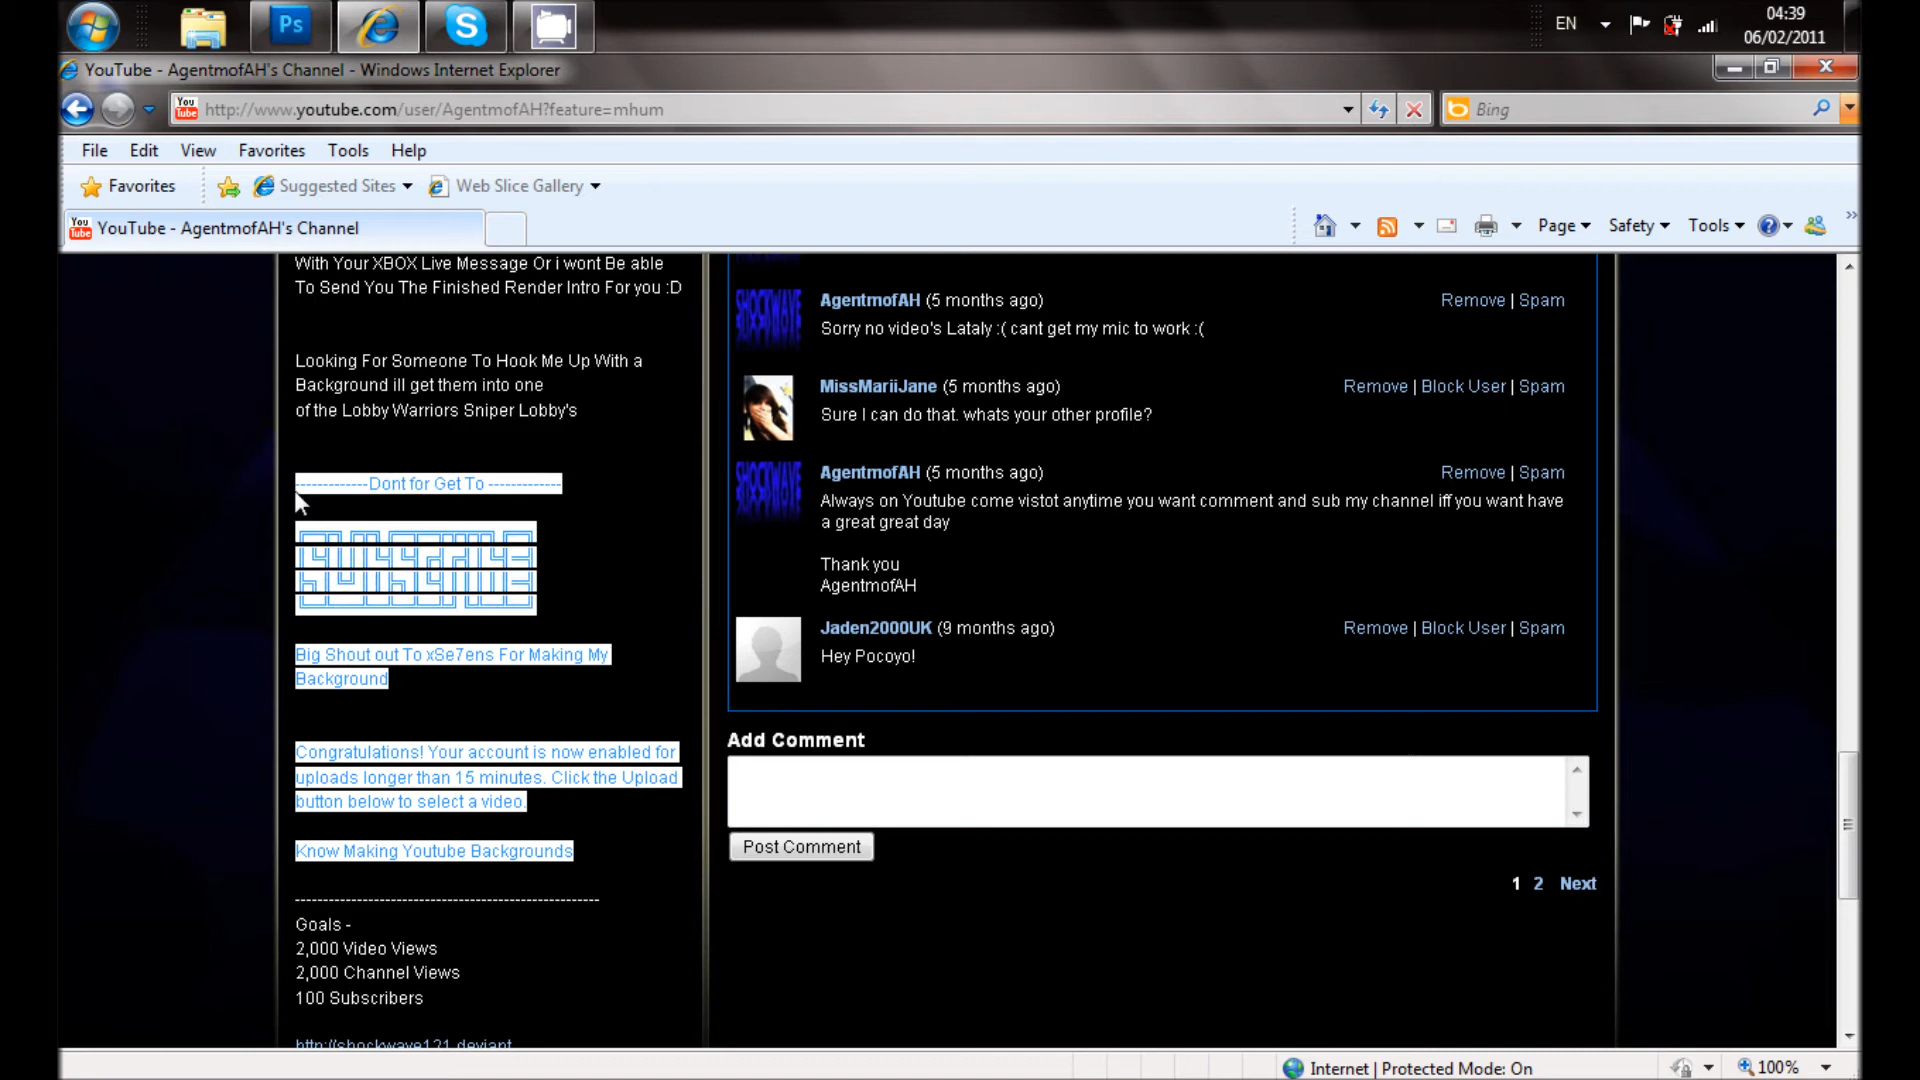 Ps
EN
04:39
06/02/2011
YouTube - AgentmofAH's Channel - Windows Internet Explorer
You Tube
http://www.youtube.com/user/AgentmofAH?feature=mhum
Bing
File Edit View Favorites Tools Help
Favorites Suggested Sites Web Slice Gallery
You Tube YouTube - AgentmofAH's Channel
Page Safety Tools
With Your XBOX Live Message Or i wont Be able
To Send You The Finished Render Intro For you :D
Looking For Someone To Hook Me Up With a
Background ill get them into one
of the Lobby Warriors Sniper Lobby's
-------------Dont for Get To -------------
Big Shout out To xSe7ens For Making My
Background
Congratulations! Your account is now enabled for
uploads longer than 15 minutes. Click the Upload
button below to select a video.
Know Making Youtube Backgrounds
-------------------------------------------------------
Goals -
2,000 Video Views
2,000 Channel Views
100 Subscribers
http://shockwave121.deviant
SHOCKWAVE
AgentmofAH (5 months ago) Remove | Spam
Sorry no video's Lataly :( cant get my mic to work :(
MissMariiJane (5 months ago) Remove | Block User | Spam
Sure I can do that. whats your other profile?
SHOCKWAVE
AgentmofAH (5 months ago) Remove | Spam
Always on Youtube come vistot anytime you want comment and sub my channel iff you want have
a great great day
Thank you
AgentmofAH
Jaden2000UK (9 months ago) Remove | Block User | Spam
Hey Pocoyo!
Add Comment
Post Comment
1 2 Next
Internet | Protected Mode: On
100%